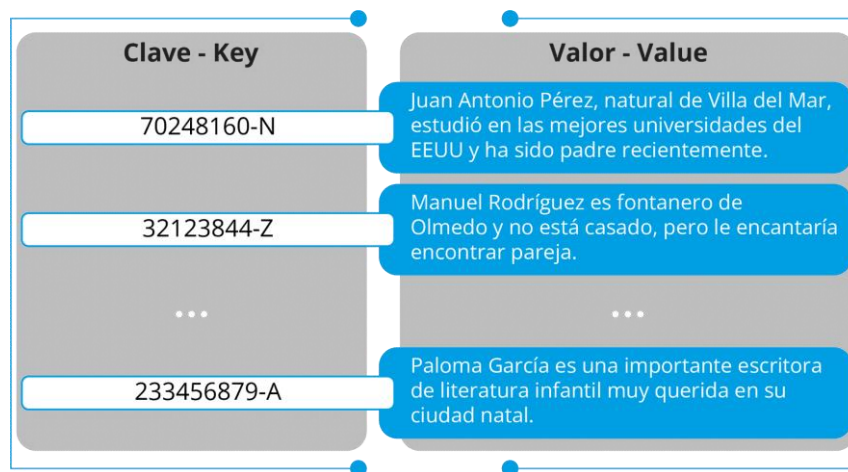 Clave - Key
Valor - Value
70248160-N
Juan Antonio Pérez, natural de Villa del Mar,
estudió en las mejores universidades del
EEUU y ha sido padre recientemente.
32123844-Z
Manuel Rodríguez es fontanero de
Olmedo y no está casado, pero le encantaría
encontrar pareja.
...
...
233456879-A
Paloma García es una importante escritora
de literatura infantil muy querida en su
ciudad natal.